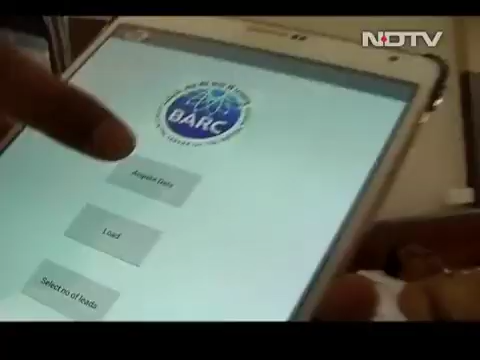 NDTV
BARC
Acquire Data
Load
Select no of leads